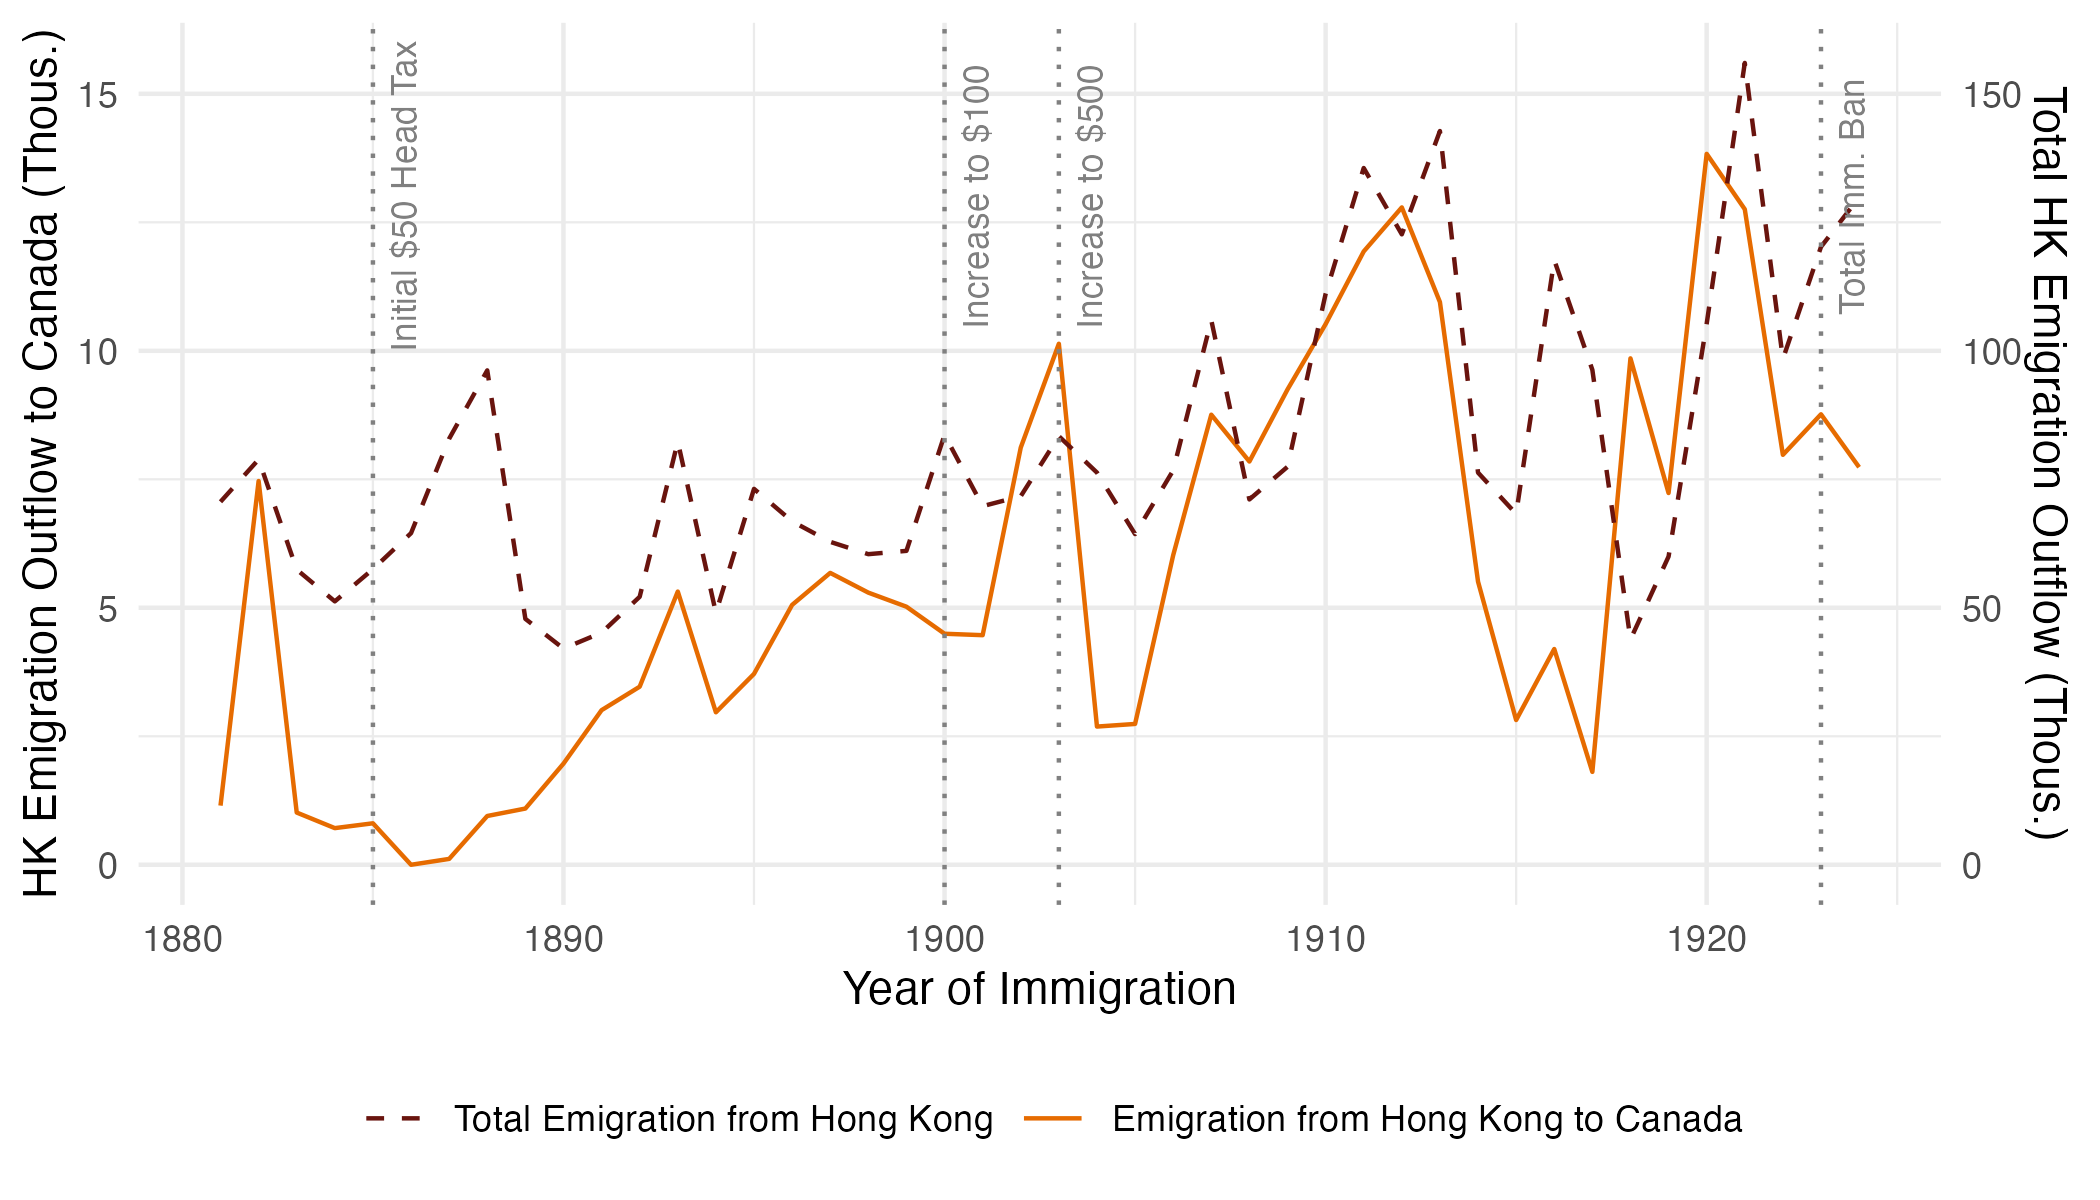 HK Emigration Outflow to Canada (Thous.)
15
10
5
0
Initial $50 Head Tax
Increase to $100
Increase to $500
Total Imm. Ban
150
100
50
0
Total HK Emigration Outflow (Thous.)
1880
1890
1900
1910
1920
Year of Immigration
Total Emigration from Hong Kong
Emigration from Hong Kong to Canada